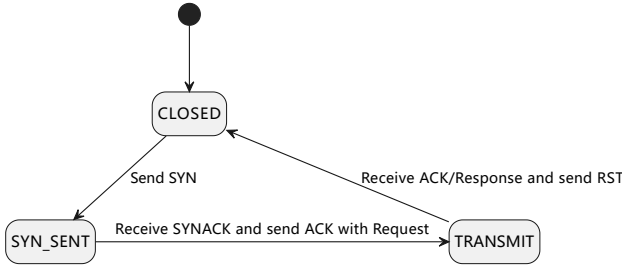 CLOSED
Send SYN
Receive ACK/Response and send RST
SYN_SENT
Receive SYNACK and send ACK with Request
TRANSMIT